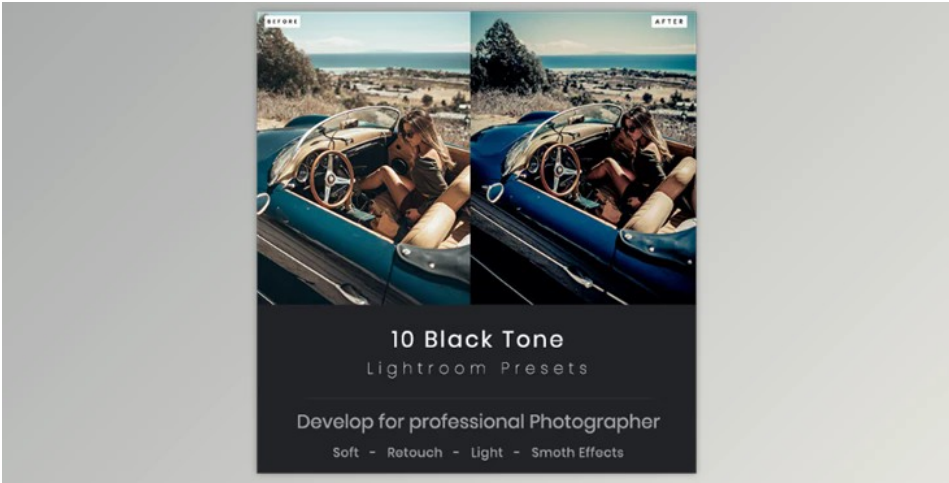 BEFORE
AFTER
10 Black Tone
Lightroom Presets
Develop for professional Photographer
Soft - Retouch - Light - Smoth Effects